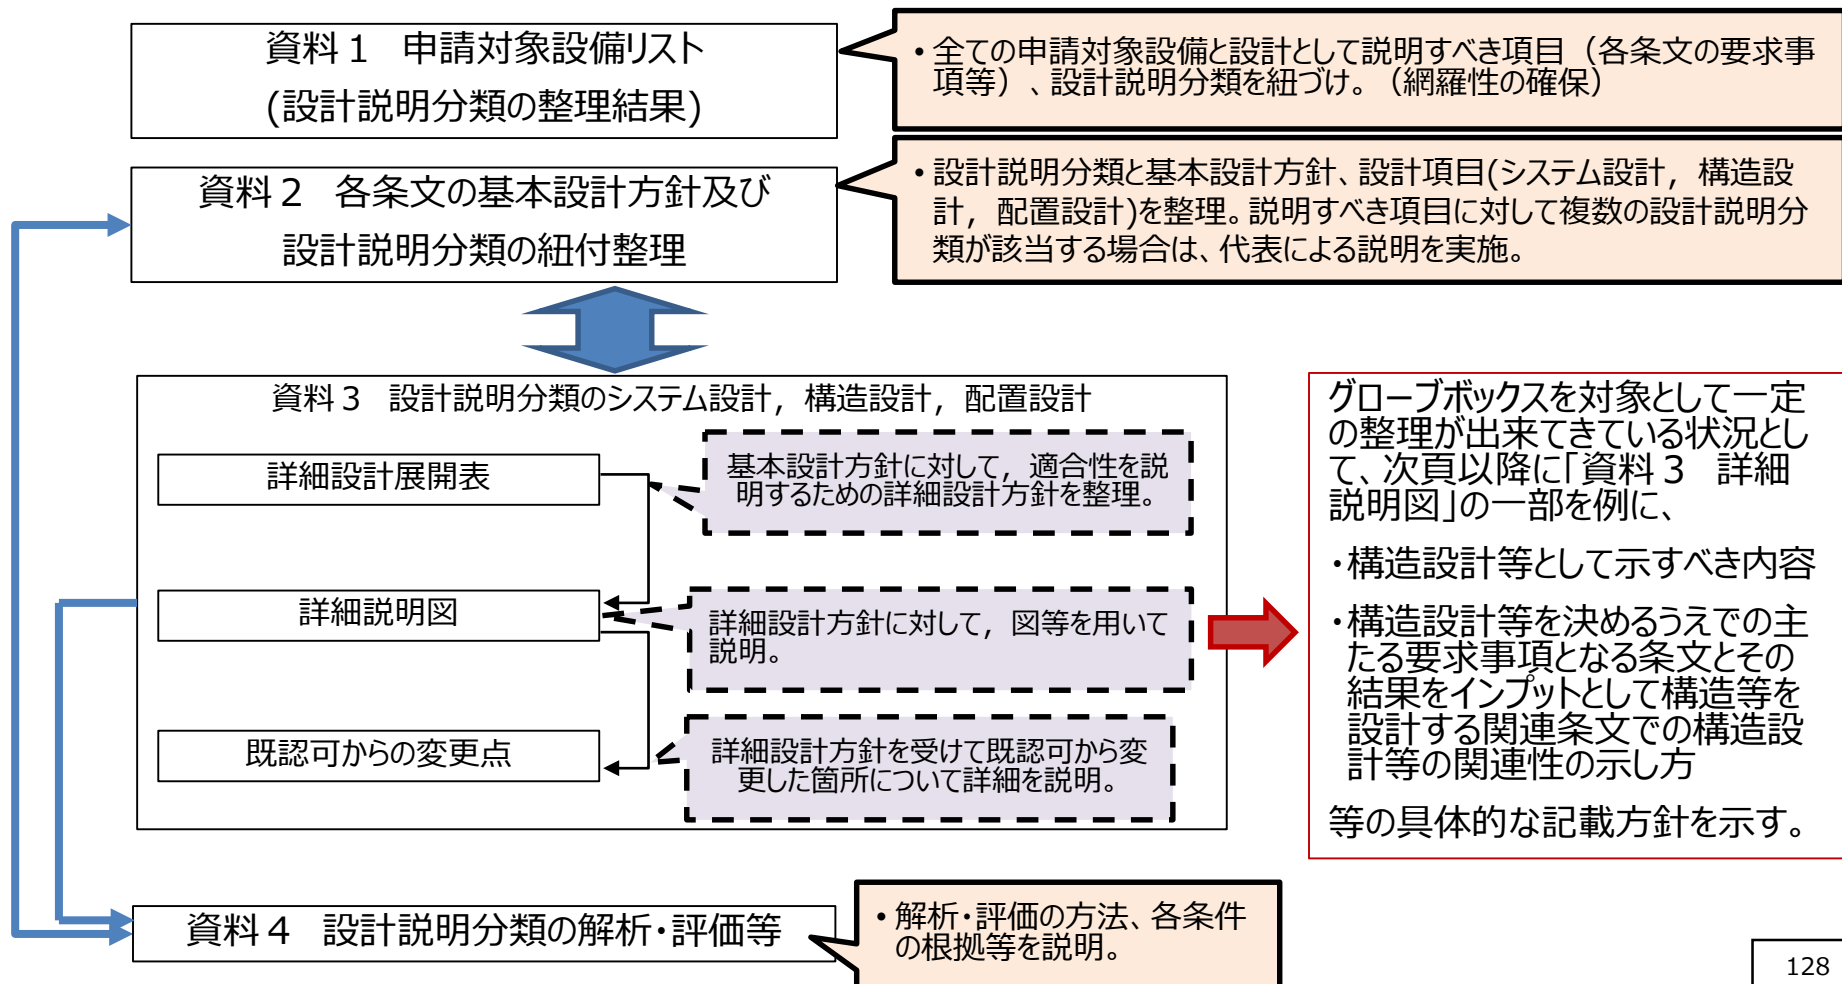 資料１　申請対象設備リスト
(設計説明分類の整理結果)
・全ての申請対象設備と設計として説明すべき項目（各条文の要求事
項等）、設計説明分類を紐づけ。（網羅性の確保）
資料２　各条文の基本設計方針及び
設計説明分類の紐付整理
・設計説明分類と基本設計方針、設計項目(システム設計，構造設
計，配置設計)を整理。説明すべき項目に対して複数の設計説明分
類が該当する場合は、代表による説明を実施。
資料３　設計説明分類のシステム設計，構造設計，配置設計
詳細設計展開表
基本設計方針に対して，適合性を説
明するための詳細設計方針を整理。
詳細説明図
詳細設計方針に対して，図等を用いて
説明。
既認可からの変更点
詳細設計方針を受けて既認可から変
更した箇所について詳細を説明。
グローブボックスを対象として一定
の整理が出来てきている状況とし
て、次頁以降に「資料３　詳細
説明図」の一部を例に、
・構造設計等として示すべき内容
・構造設計等を決めるうえでの主
たる要求事項となる条文とその
結果をインプットとして構造等を
設計する関連条文での構造設
計等の関連性の示し方
等の具体的な記載方針を示す。
資料４　設計説明分類の解析・評価等
・解析・評価の方法、各条件
の根拠等を説明。
128